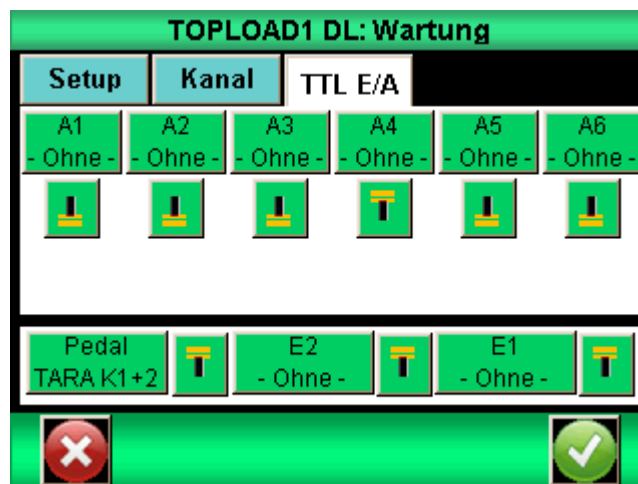 TOPLOAD1 DL: Wartung
Setup Kanal TTL E/A
A1 A2 A3 A4 A5 A6
- Ohne - - Ohne - - Ohne - - Ohne - - Ohne - - Ohne -
Pedal E2 E1
TARA K1+2 - Ohne - - Ohne -